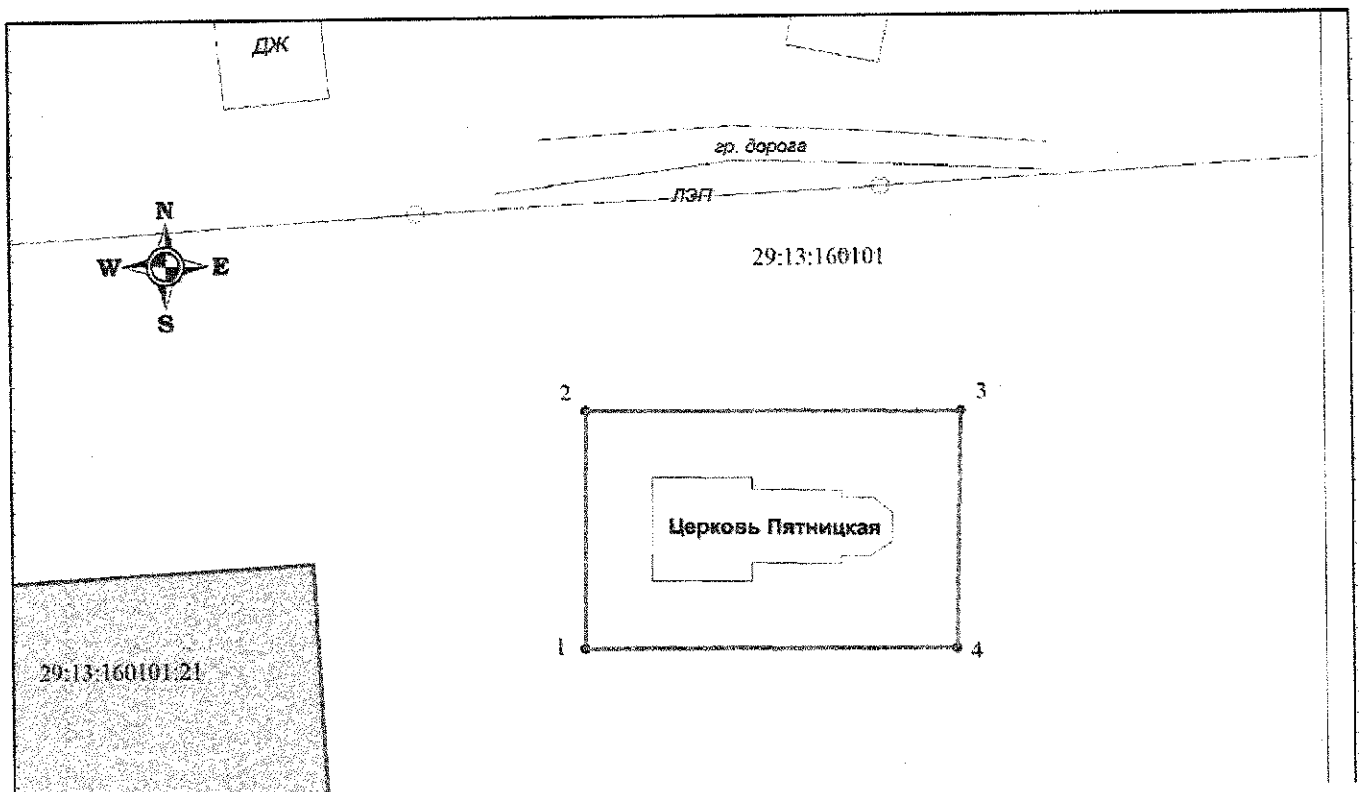 ДЖ
гр. дорога
ЛЭП
N
W E
S
29:13:160101
2
3
Церковь Пятницкая
1
4
29:13:160101:21